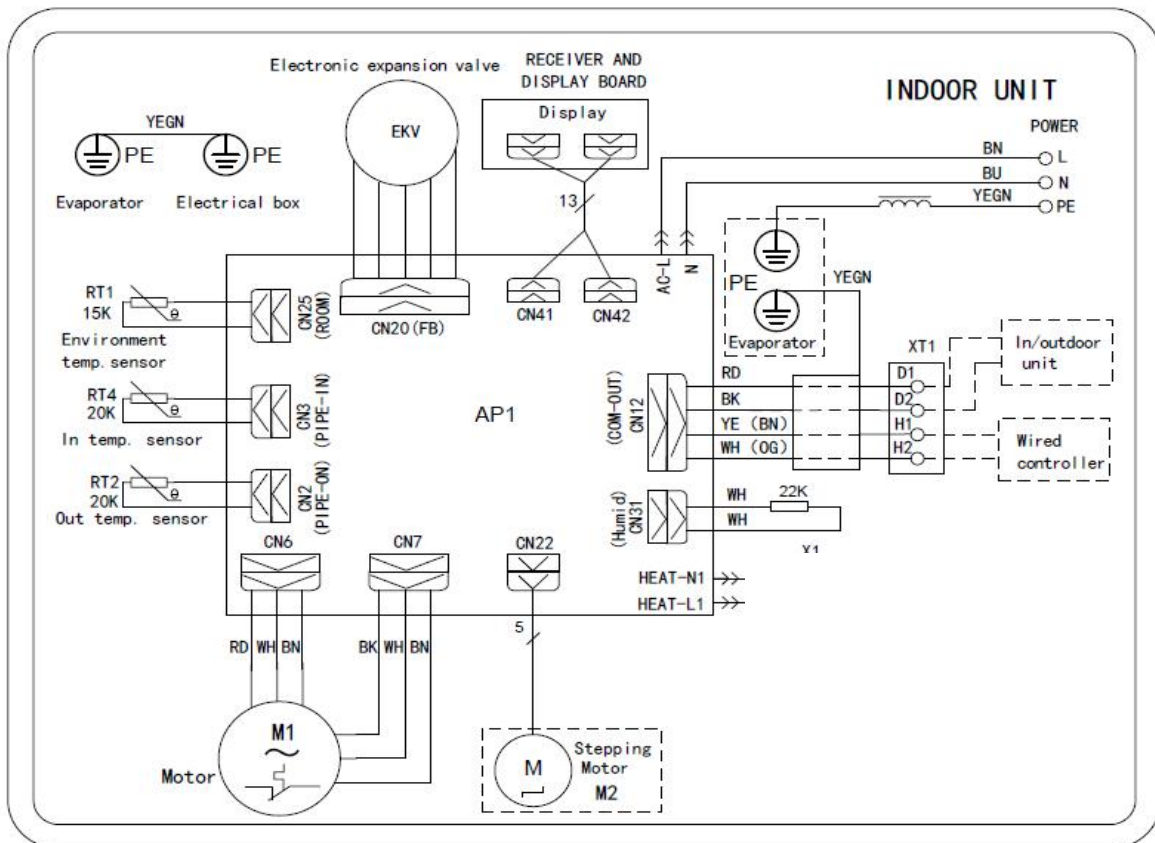 INDOOR UNIT
Electronic expansion valve
EKV
RECEIVER AND
DISPLAY BOARD
Display
13
POWER
BN
L
BU
N
YEGN
PE
YEGN
PE
PE
Evaporator
Electrical box
AC-L
N
PE
YEGN
Evaporator
RT1
15K
θ
Environment
temp. sensor
CN25
(ROOM)
CN20(FB)
CN41
CN42
RT4
20K
θ
In temp. sensor
CN3
(PIPE-IN)
RT2
20K
θ
Out temp. sensor
CN2
(PIPE-ON)
AP1
(COM-OUT)
CN12
RD
BK
YE (BN)
WH (OG)
XT1
D1
D2
H1
H2
In/outdoor
unit
Wired
controller
(Humid)
CN31
WH
WH
22K
HEAT-N1
HEAT-L1
CN6
CN7
CN22
RD WH BN
BK WH BN
5
M1
Motor
M
Stepping
Motor
M2